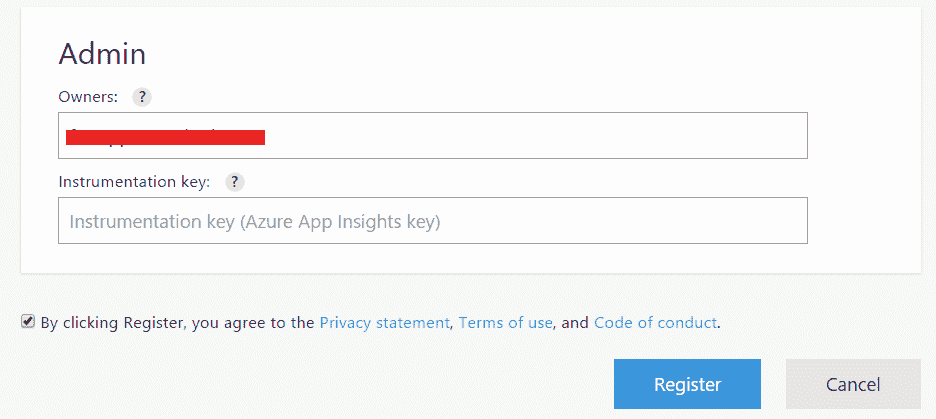 Admin
Owners: ?
Instrumentation key: ?
Instrumentation key (Azure App Insights key)
By clicking Register, you agree to the Privacy statement, Terms of use, and Code of conduct.
Register Cancel